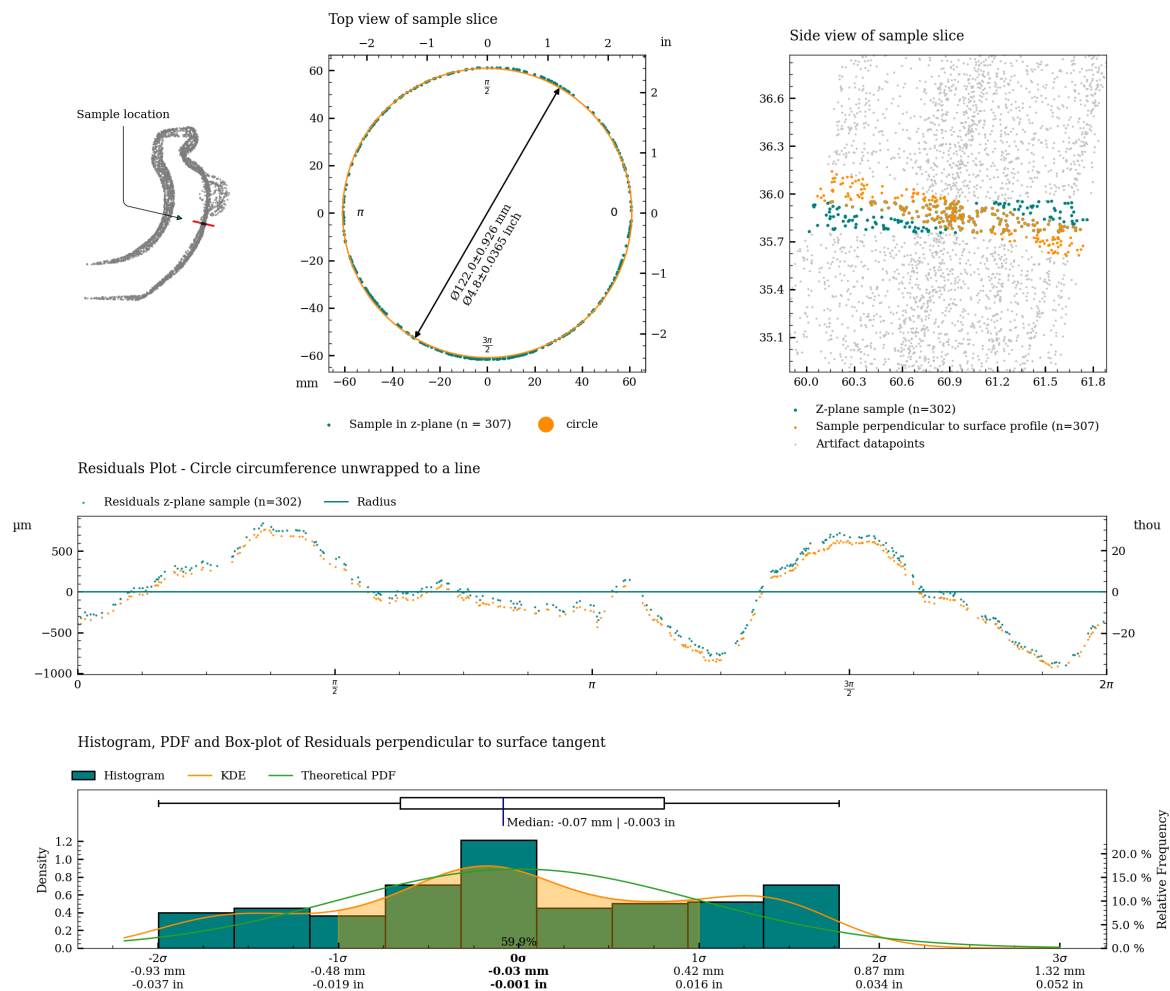 Top view of sample slice
−2 −1 0 1 2 in
Side view of sample slice
Sample location
60
40
20
0
−20
−40
−60
2
1
0
−1
−2
π/2
π
0
3π/2
Ø122.0±0.926 mm
Ø4.8±0.0365 inch
mm −60 −40 −20 0 20 40 60
Sample in z-plane (n = 307) circle
36.6
36.3
36.0
35.7
35.4
35.1
60.0 60.3 60.6 60.9 61.2 61.5 61.8
Z-plane sample (n=302)
Sample perpendicular to surface profile (n=307)
Artifact datapoints
Residuals Plot - Circle circumference unwrapped to a line
Residuals z-plane sample (n=302) Radius
µm thou
500
0
−500
−1000
20
0
−20
0 π/2 π 3π/2 2π
Histogram, PDF and Box-plot of Residuals perpendicular to surface tangent
Histogram KDE Theoretical PDF
Median: -0.07 mm | -0.003 in
Density
1.2
1.0
0.8
0.6
0.4
0.2
0.0
Relative Frequency
20.0 %
15.0 %
10.0 %
5.0 %
0.0 %
59.9%
-2σ -1σ 0σ 1σ 2σ 3σ
-0.93 mm -0.48 mm -0.03 mm 0.42 mm 0.87 mm 1.32 mm
-0.037 in -0.019 in -0.001 in 0.016 in 0.034 in 0.052 in